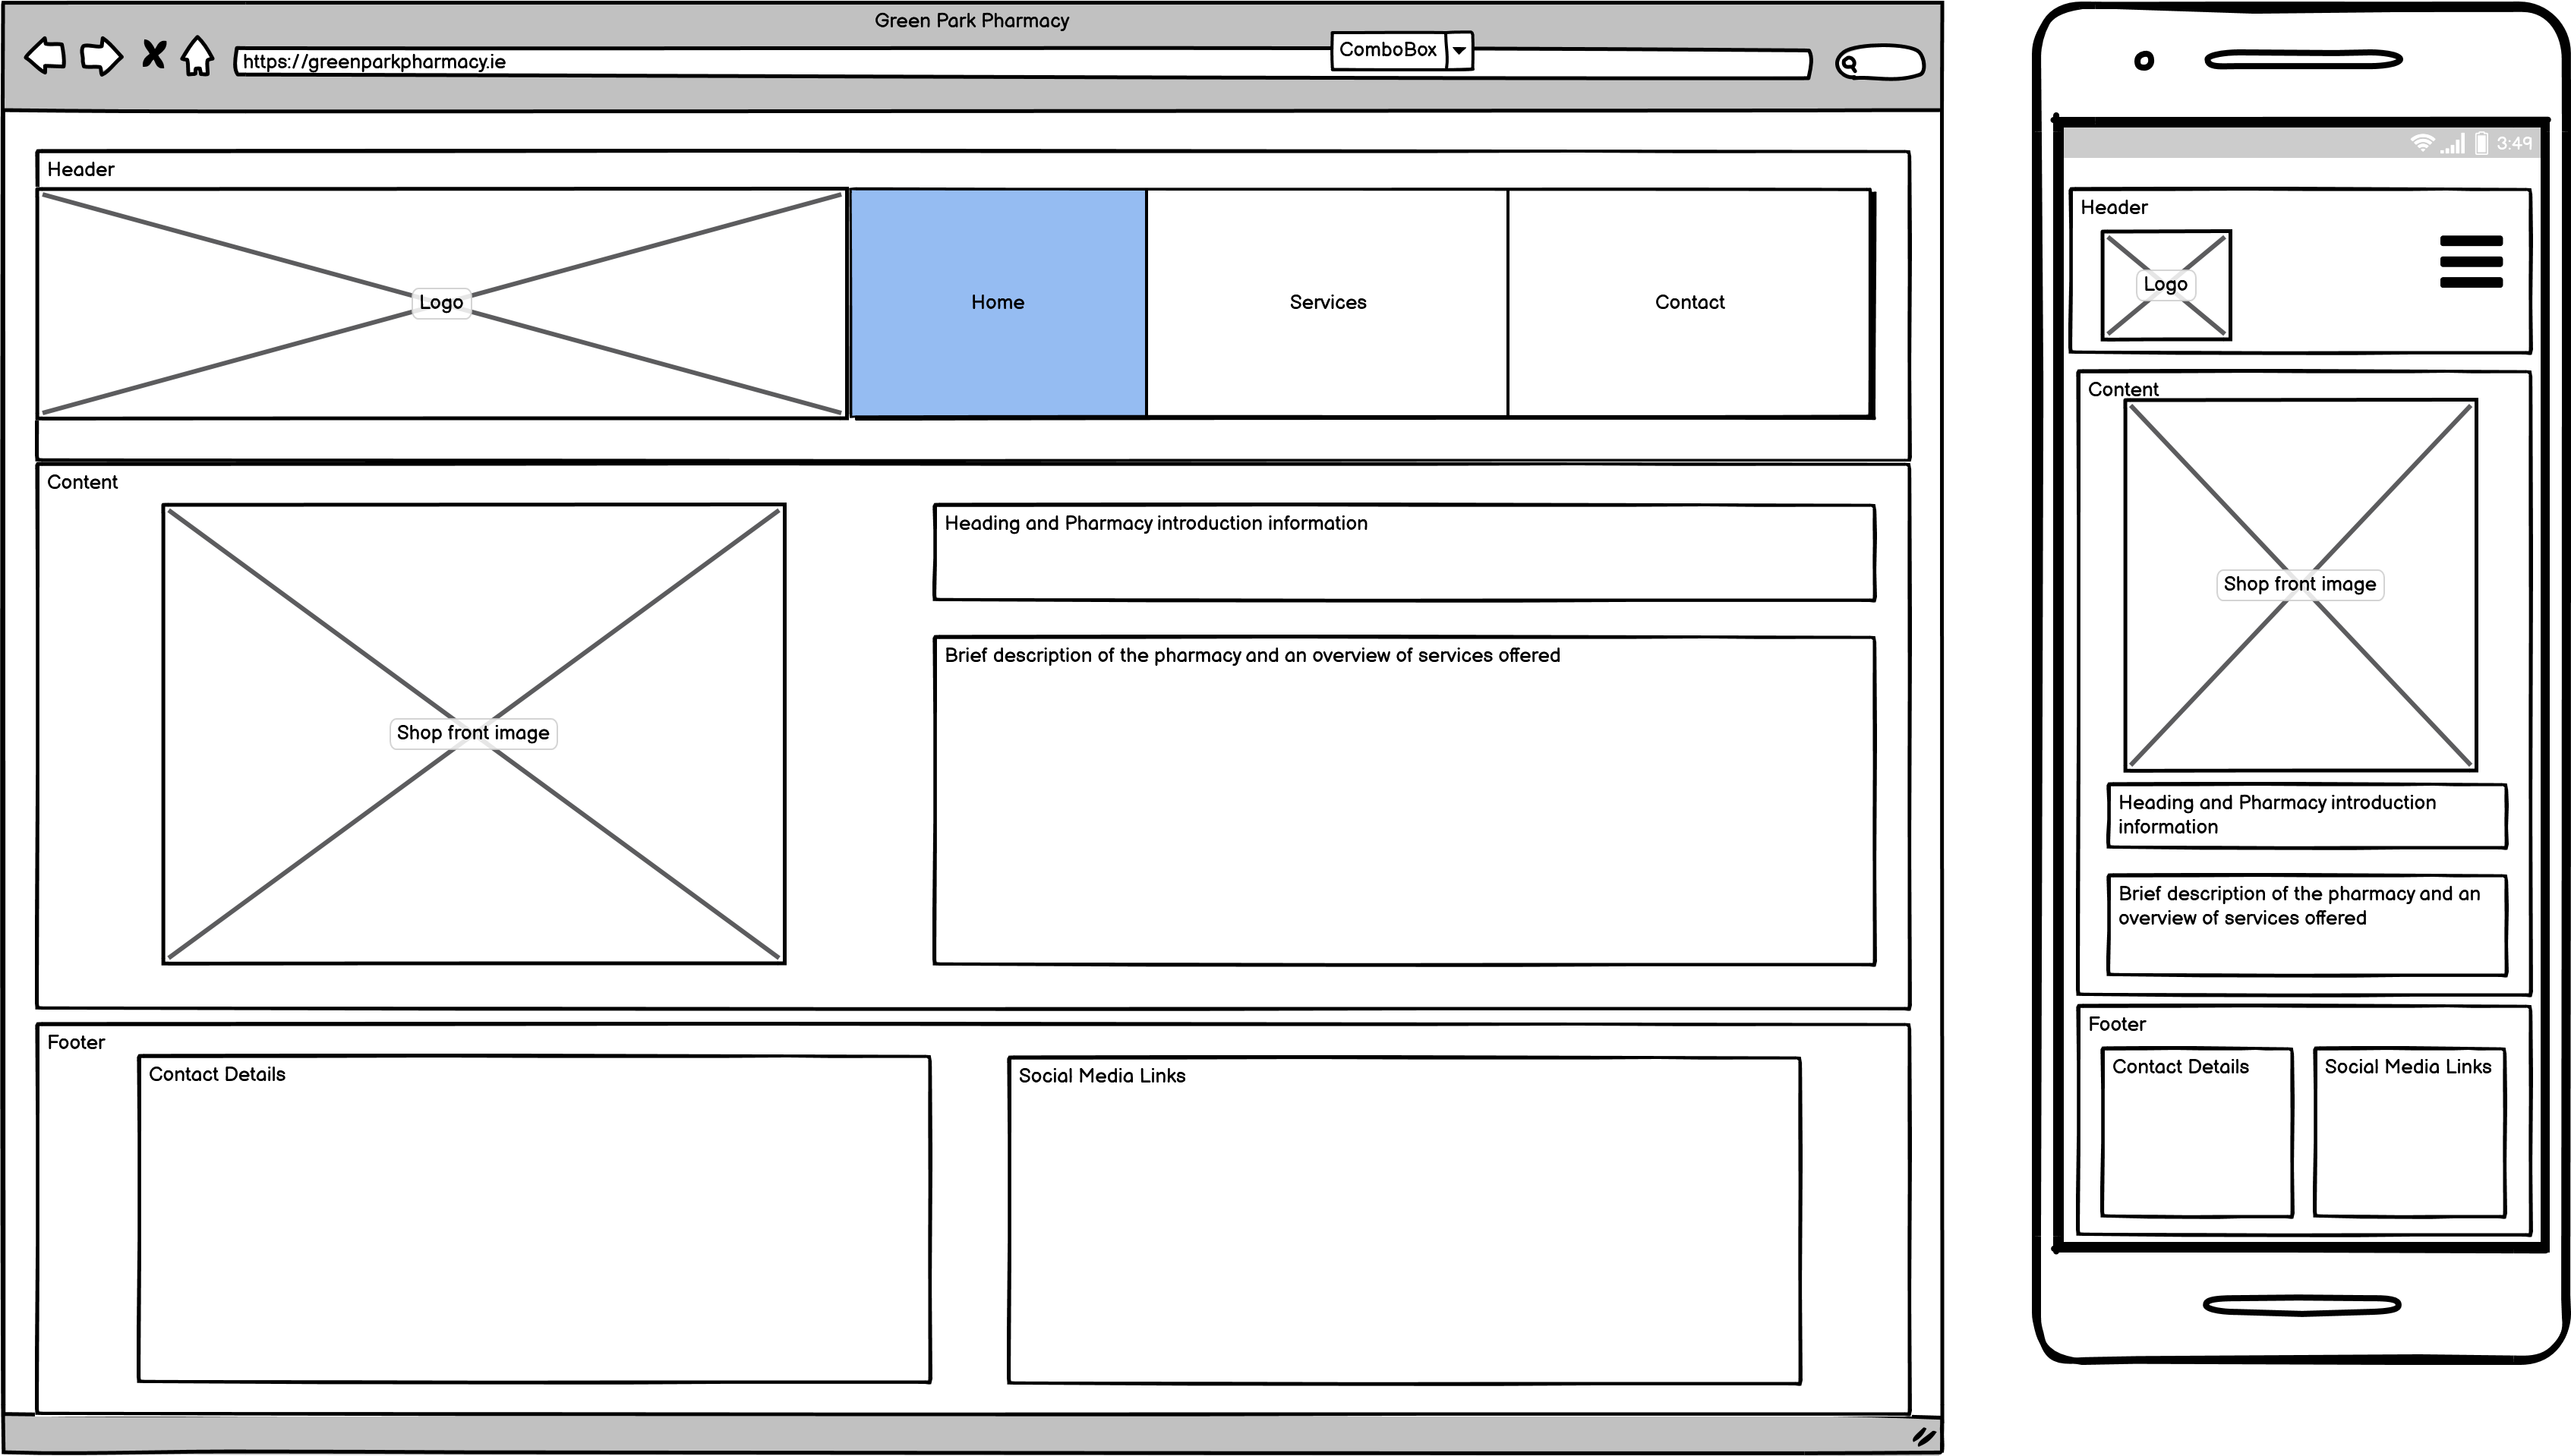 Green Park Pharmacy
https://greenparkpharmacy.ie
ComboBox
Header
Logo
Home
Services
Contact
Content
Shop front image
Heading and Pharmacy introduction information
Brief description of the pharmacy and an overview of services offered
Footer
Contact Details
Social Media Links
3:49
Header
Logo
Content
Shop front image
Heading and Pharmacy introduction
information
Brief description of the pharmacy and an
overview of services offered
Footer
Contact Details
Social Media Links